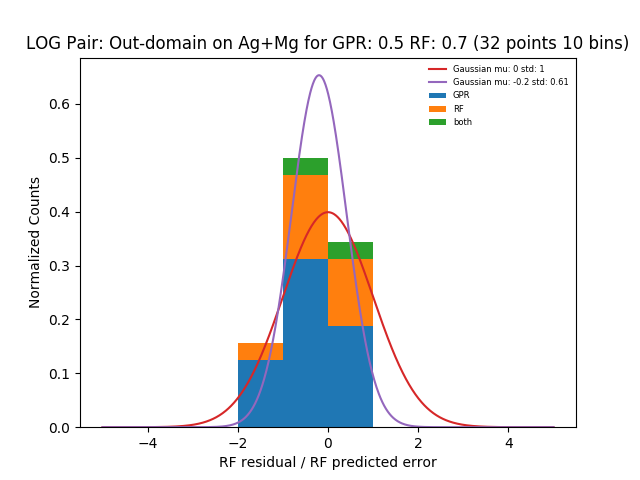 LOG Pair: Out-domain on Ag+Mg for GPR: 0.5 RF: 0.7 (32 points 10 bins)
Gaussian mu: 0 std: 1
Gaussian mu: -0.2 std: 0.61
GPR
RF
both
0.6
0.5
0.4
0.3
0.2
0.1
0.0
Normalized Counts
−4 −2 0 2 4
RF residual / RF predicted error